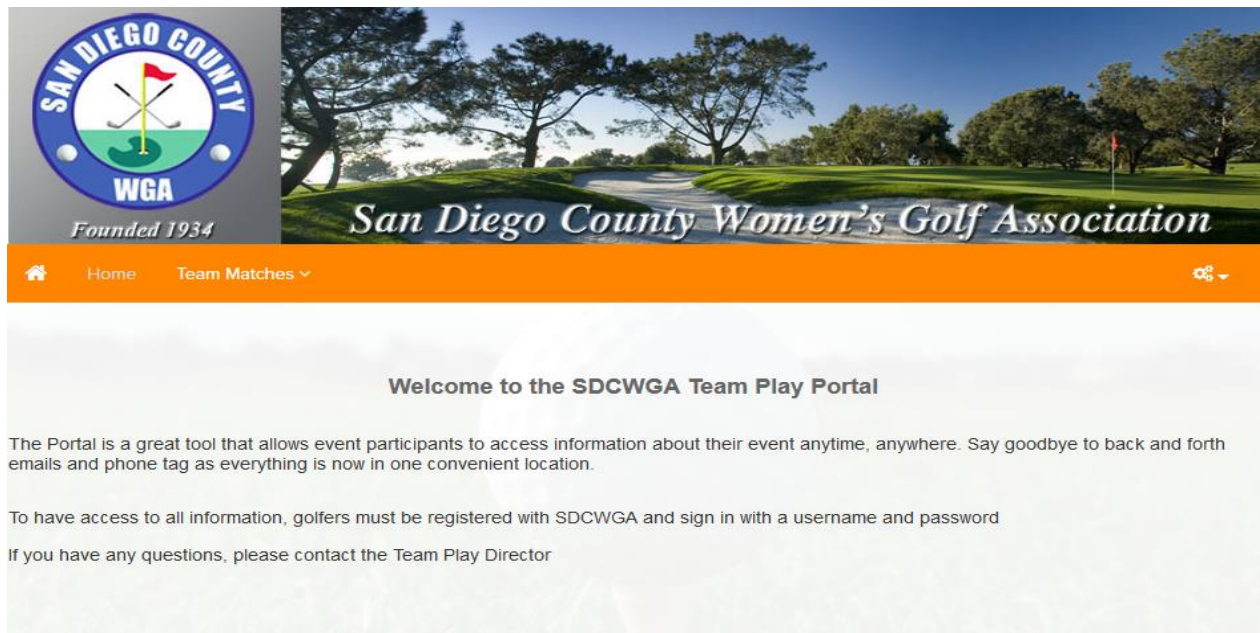 SAN DIEGO COUNTY
WGA
Founded 1934
San Diego County Women's Golf Association
Home Team Matches
Welcome to the SDCWGA Team Play Portal
The Portal is a great tool that allows event participants to access information about their event anytime, anywhere. Say goodbye to back and forth
emails and phone tag as everything is now in one convenient location.
To have access to all information, golfers must be registered with SDCWGA and sign in with a username and password
If you have any questions, please contact the Team Play Director